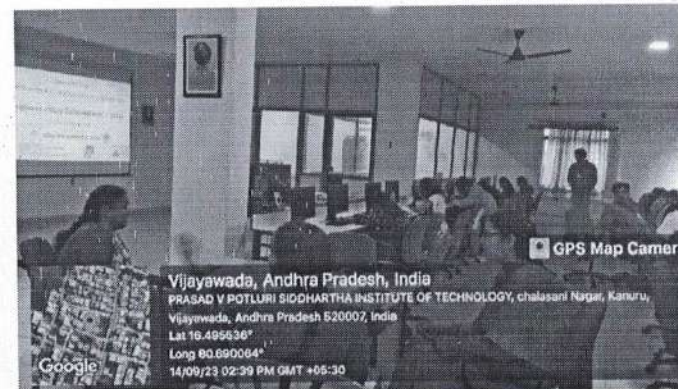 GPS Map Camer
Vijayawada, Andhra Pradesh, India
PRASAD V POTLURI SIDDHARTHA INSTITUTE OF TECHNOLOGY, chalasani Nagar, Kanuru,
Vijayawada, Andhra Pradesh 520007, India
Lat 16.495536°
Long 80.690064°
14/09/23 02:39 PM GMT +05:30
Google